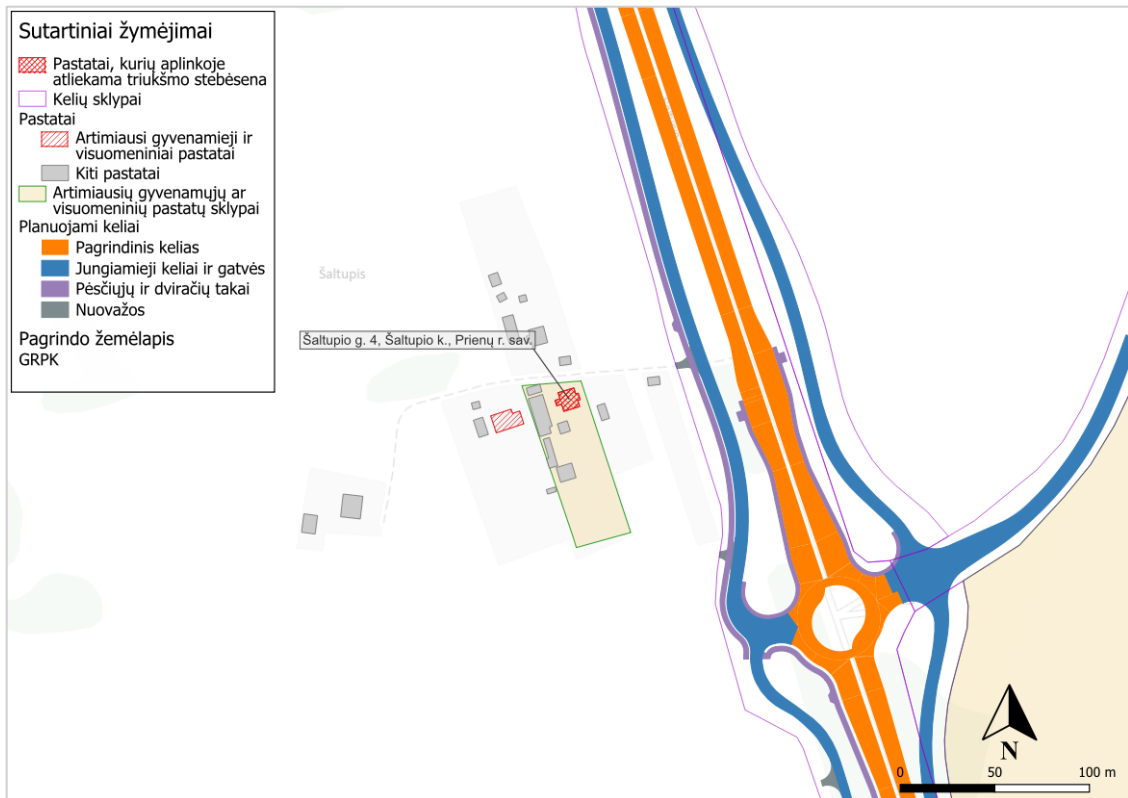 Sutartiniai žymėjimai
Pastatai, kurių aplinkoje
atliekama triukšmo stebėsena
Kelių sklypai
Pastatai
Artimiausi gyvenamieji ir
visuomeniniai pastatai
Kiti pastatai
Artimiausių gyvenamųjų ar
visuomeninių pastatų sklypai
Planuojami keliai
Pagrindinis kelias
Jungiamieji keliai ir gatvės
Pėsčiųjų ir dviračių takai
Nuovažos
Pagrindo žemėlapis
GRPK
Šaltupis
Šaltupio g. 4, Šaltupio k., Prienų r. sav.
N
0 50 100 m